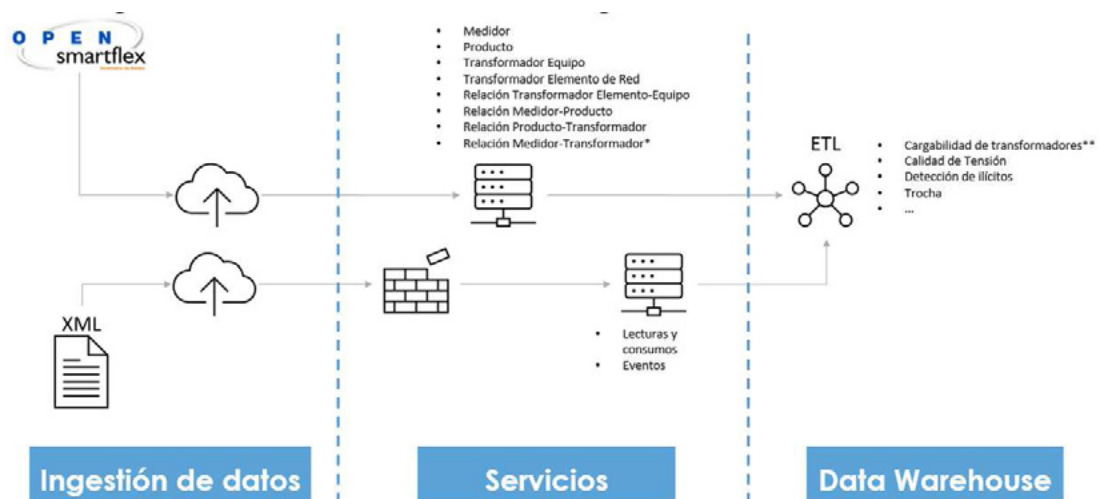 OPEN
smartflex
Medidor
Producto
Transformador Equipo
Transformador Elemento de Red
Relación Transformador Elemento-Equipo
Relación Medidor-Producto
Relación Producto-Transformador
Relación Medidor-Transformador*
ETL
Cargabilidad de transformadores**
Calidad de Tensión
Detección de ilícitos
Trocha
...
XML
Lecturas y
consumos
Eventos
Ingestión de datos
Servicios
Data Warehouse